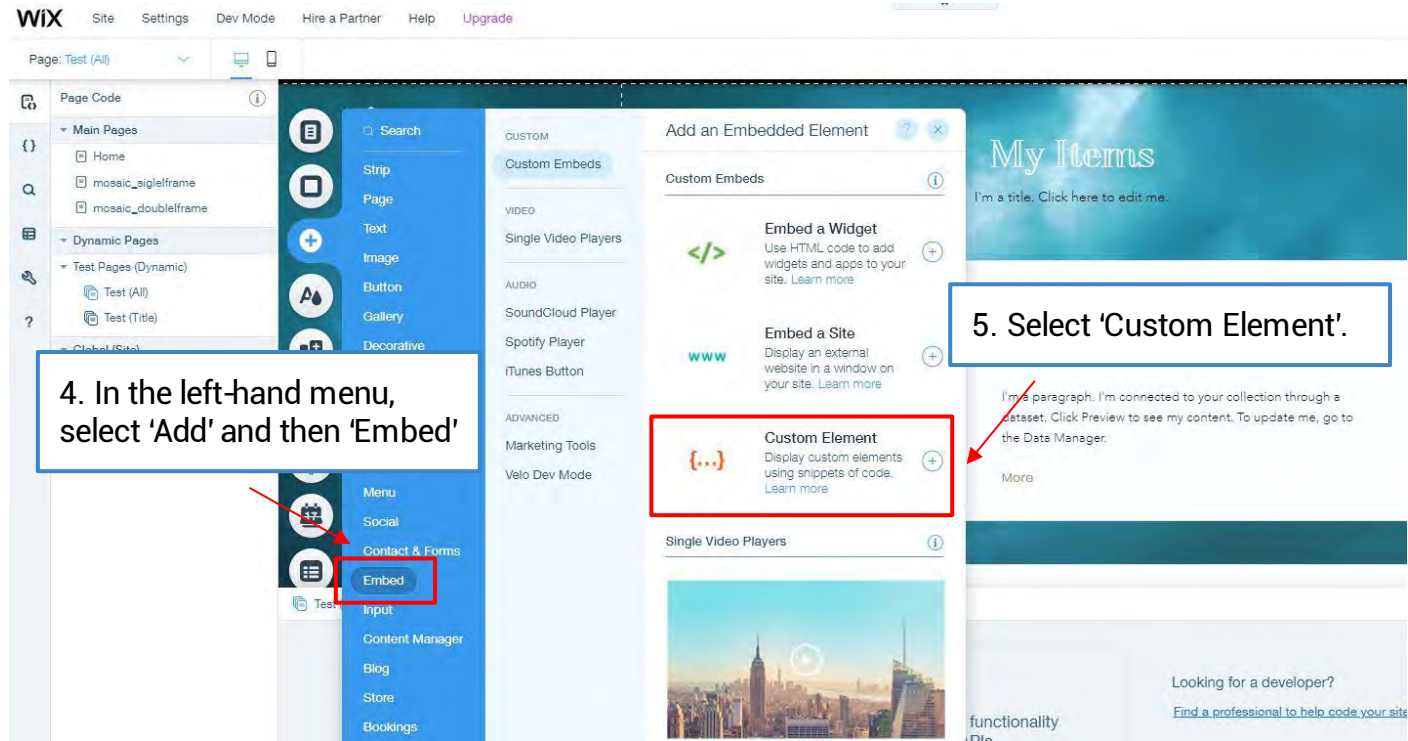 WiX Site Settings Dev Mode Hire a Partner Help Upgrade
Page: Test (All)
Page Code
Main Pages
Home
mosaic_siglelframe
mosaic_doublelframe
Dynamic Pages
Test Pages (Dynamic)
Test (All)
Test (Title)
Global (Site)
4. In the left-hand menu,
select ‘Add’ and then ‘Embed’
Search
Strip
Page
Text
Image
Button
Gallery
Decorative
Menu
Social
Contact & Forms
Embed
Input
Content Manager
Blog
Store
Bookings
Test
CUSTOM
Custom Embeds
VIDEO
Single Video Players
AUDIO
SoundCloud Player
Spotify Player
iTunes Button
ADVANCED
Marketing Tools
Velo Dev Mode
Add an Embedded Element ? ×
Custom Embeds
</>
Embed a Widget
Use HTML code to add
widgets and apps to your
site. Learn more
www
Embed a Site
Display an external
website in a window on
your site. Learn more
{...}
Custom Element
Display custom elements
using snippets of code.
Learn more
Single Video Players
My Items
I'm a title. Click here to edit me.
5. Select ‘Custom Element’.
I'm a paragraph. I'm connected to your collection through a
dataset. Click Preview to see my content. To update me, go to
the Data Manager.
More
functionality
Looking for a developer?
Find a professional to help code your site